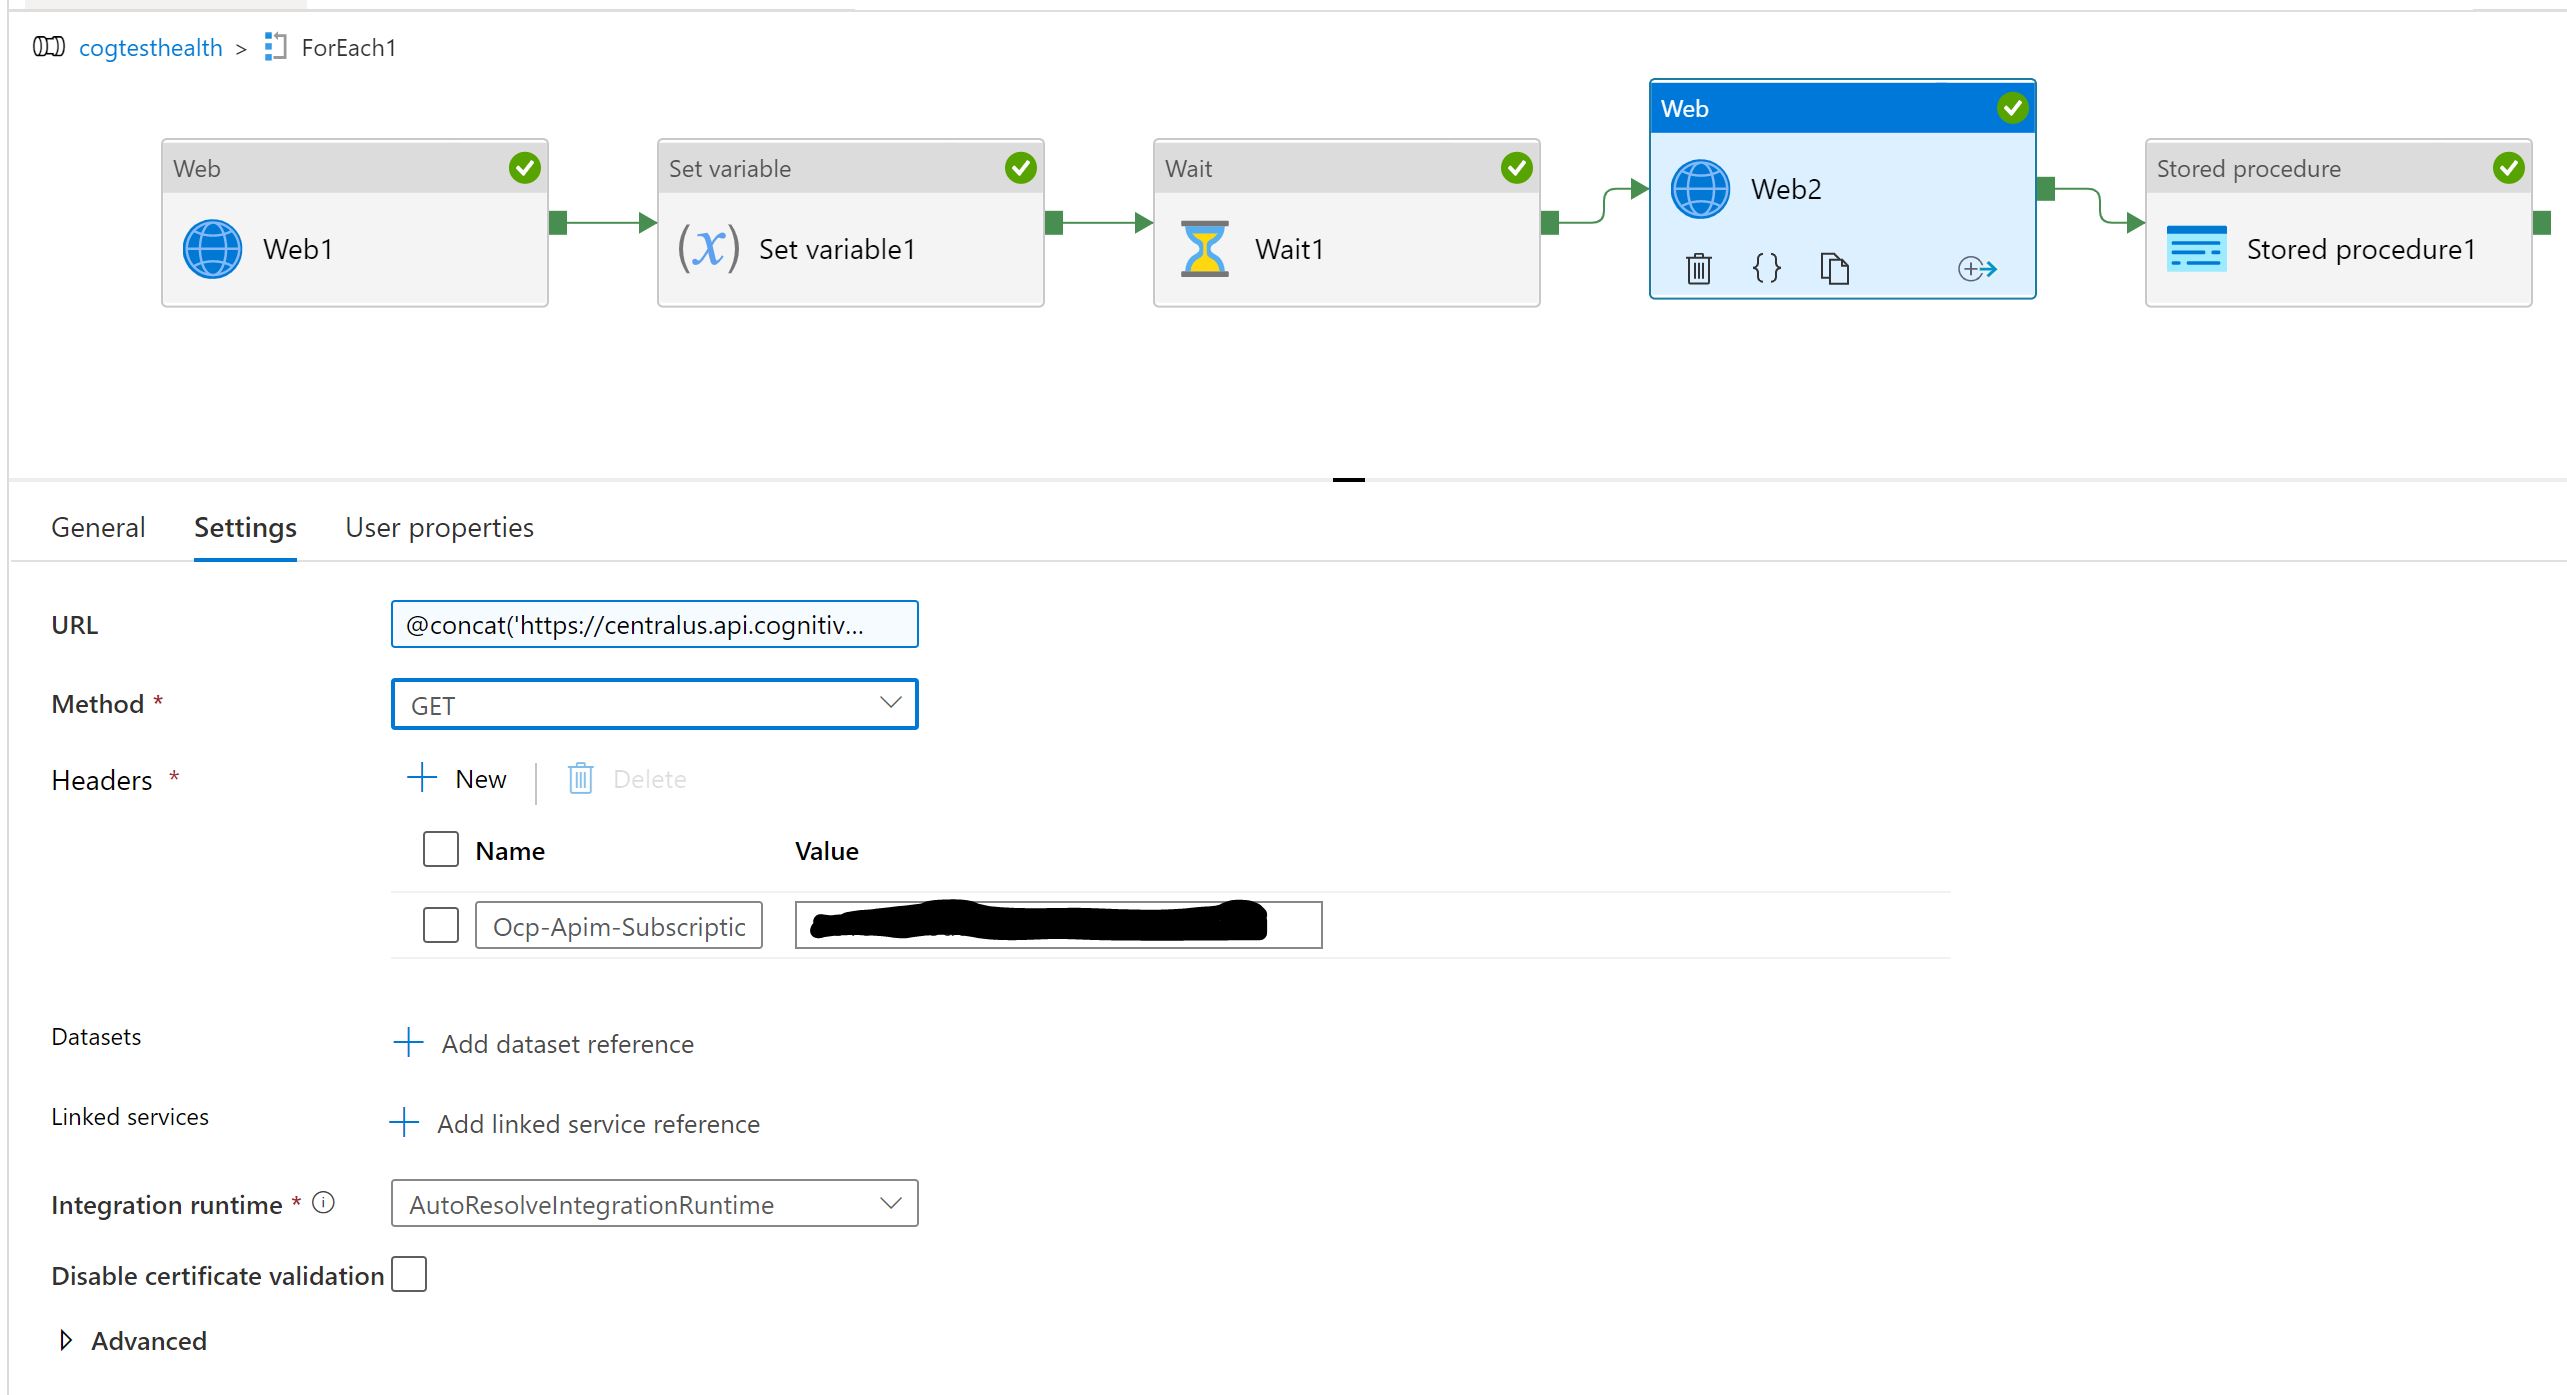 cogtesthealth > ForEach1
Web
Web1
Set variable
(x) Set variable1
Wait
Wait1
Web
Web2
{}
Stored procedure
Stored procedure1
General Settings User properties
URL @concat('https://centralus.api.cognitiv...
Method * GET
Headers * New Delete
Name Value
Ocp-Apim-Subscriptic
Datasets Add dataset reference
Linked services Add linked service reference
Integration runtime * AutoResolveIntegrationRuntime
Disable certificate validation
Advanced